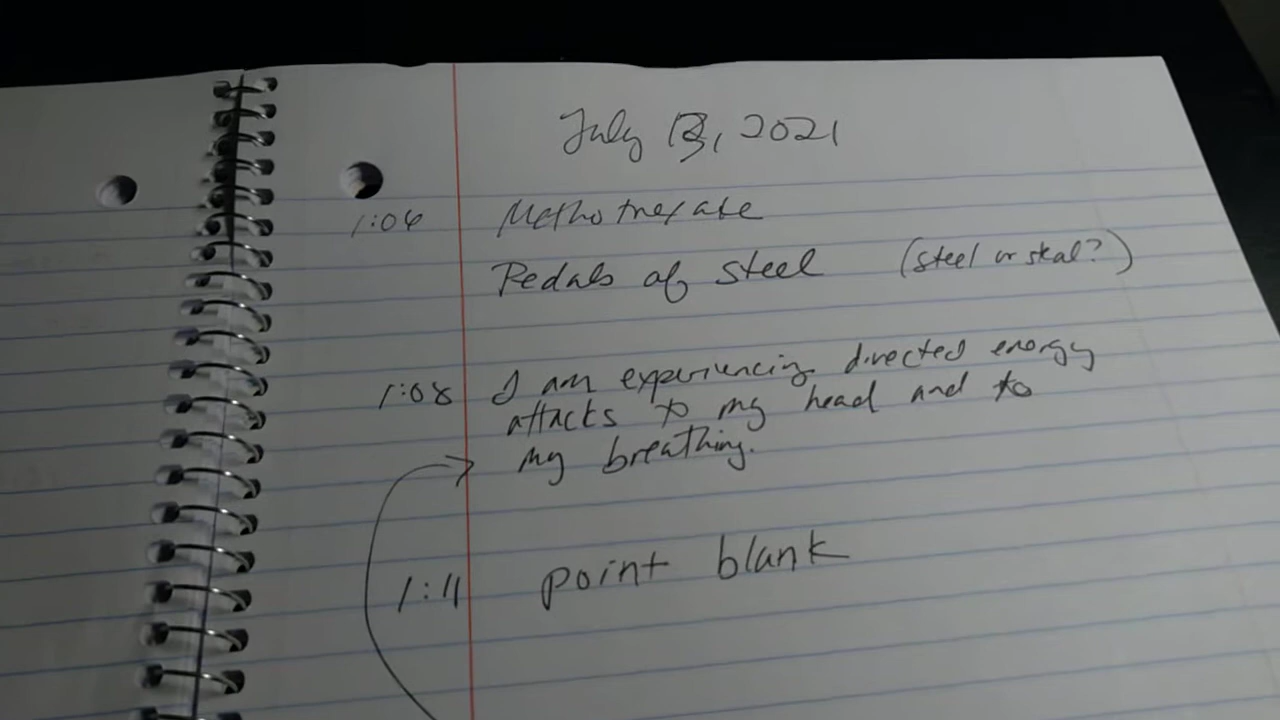 July 13, 2021
1:06 Methotrexate
Pedals of steel (steel or steal?)
1:08 I am experiencing directed energy
attacks to my head and to
my breathing.
1:11 point blank